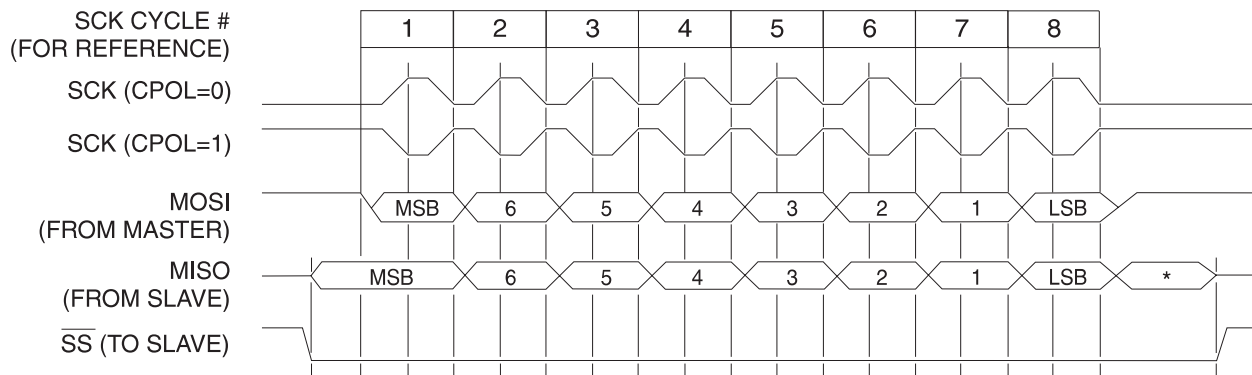 SCK CYCLE # 1 2 3 4 5 6 7 8
(FOR REFERENCE)
SCK (CPOL=0)
SCK (CPOL=1)
MOSI MSB 6 5 4 3 2 1 LSB
(FROM MASTER)
MISO MSB 6 5 4 3 2 1 LSB *
(FROM SLAVE)
SS (TO SLAVE)